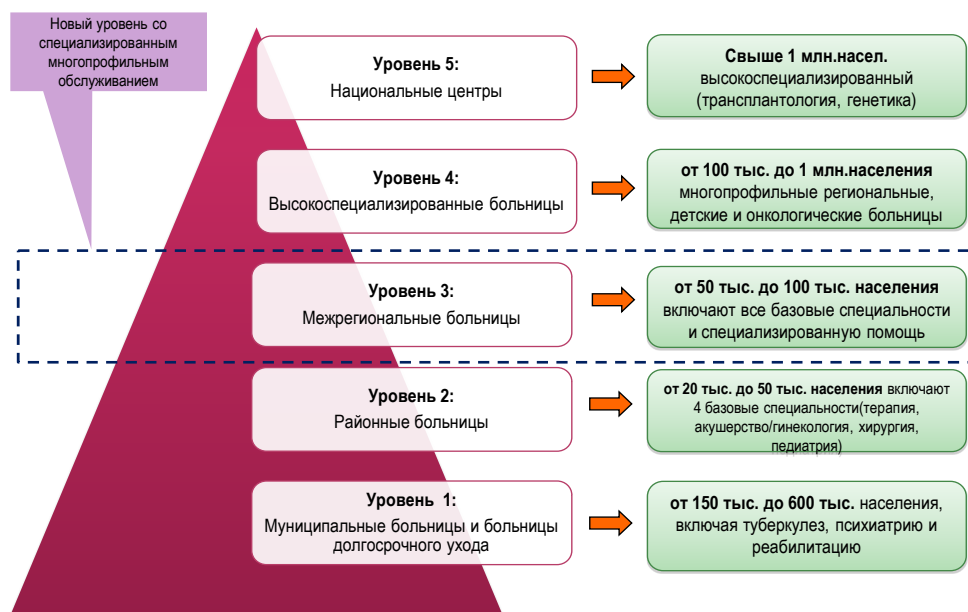 Новый уровень со
специализированным
многопрофильным
обслуживанием
Уровень 5:
Национальные центры
Свыше 1 млн.насел.
высокоспециализированный
(трансплантология, генетика)
Уровень 4:
Высокоспециализированные больницы
от 100 тыс. до 1 млн.населения
многопрофильные региональные,
детские и онкологические больницы
Уровень 3:
Межрегиональные больницы
от 50 тыс. до 100 тыс. населения
включают все базовые специальности
и специализированную помощь
Уровень 2:
Районные больницы
от 20 тыс. до 50 тыс. населения включают
4 базовые специальности(терапия,
акушерство/гинекология, хирургия,
педиатрия)
Уровень 1:
Муниципальные больницы и больницы
долгосрочного ухода
от 150 тыс. до 600 тыс. населения,
включая туберкулез, психиатрию и
реабилитацию